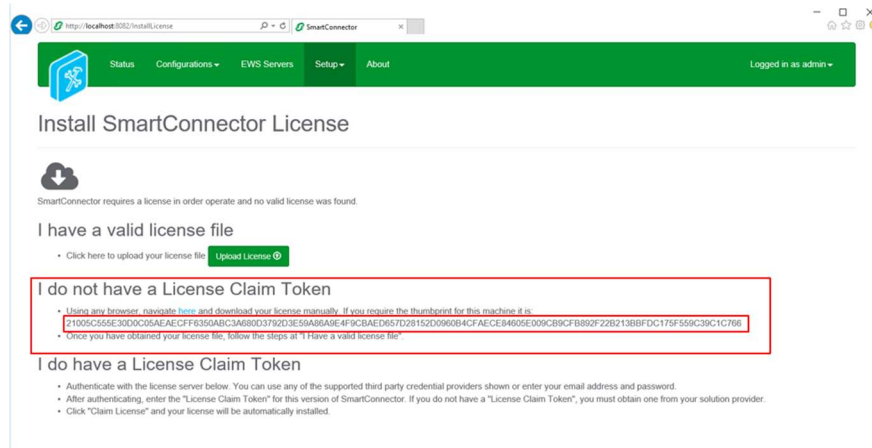 http://localhost:8082/InstallLicense
SmartConnector
Status Configurations EWS Servers Setup About Logged in as admin
Install SmartConnector License
SmartConnector requires a license in order operate and no valid license was found.
I have a valid license file
Click here to upload your license file Upload License
I do not have a License Claim Token
Using any browser, navigate here and download your license manually. If you require the thumbprint for this machine it is:
21005C555E30D0C05AEAECFF6350ABC3A680D3792D3E59A86A9E4F9CBAED657D28152D0960B4CFAECE84605E009CB9CFB892F22B213BBFDC175F559C39C1C766
Once you have obtained your license file, follow the steps at "I Have a valid license file".
I do have a License Claim Token
Authenticate with the license server below. You can use any of the supported third party credential providers shown or enter your email address and password.
After authenticating, enter the "License Claim Token" for this version of SmartConnector. If you do not have a "License Claim Token", you must obtain one from your solution provider.
Click "Claim License" and your license will be automatically installed.